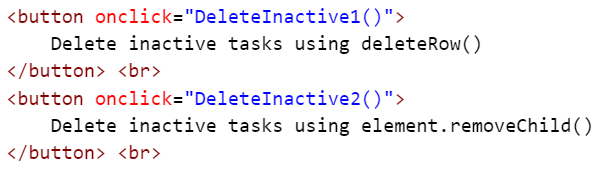 <button onclick="DeleteInactive1()">
    Delete inactive tasks using deleteRow()
</button> <br>
<button onclick="DeleteInactive2()">
    Delete inactive tasks using element.removeChild()
</button> <br>